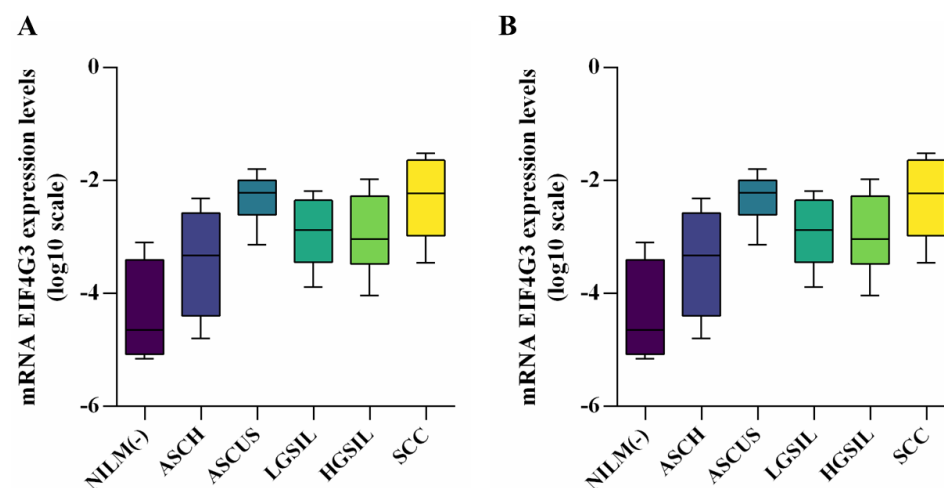 A
mRNA EIF4G3 expression levels
(log10 scale)
0
-2
-4
-6
NILM(-)
ASCH
ASCUS
LGSIL
HGSIL
SCC
B
mRNA EIF4G3 expression levels
(log10 scale)
0
-2
-4
-6
NILM(-)
ASCH
ASCUS
LGSIL
HGSIL
SCC